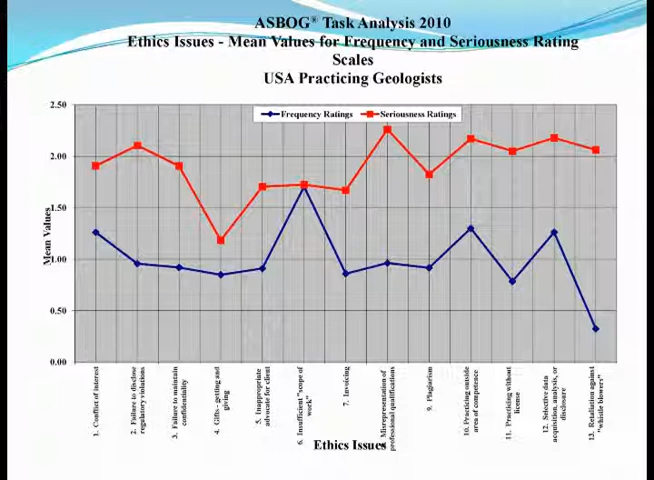 ASBOG® Task Analysis 2010
Ethics Issues - Mean Values for Frequency and Seriousness Rating
Scales
USA Practicing Geologists
Frequency Ratings
Seriousness Ratings
Mean Values
2.50
2.00
1.50
1.00
0.50
0.00
1. Conflict of interest
2. Failure to disclose
regulatory violations
3. Failure to maintain
confidentiality
4. Gifts - getting and
giving
5. Inappropriate
advocate for client
6. Insufficient "scope of
work"
7. Invoicing
Misrepresentation of
professional qualifications
9. Plagiarism
10. Practicing outside
area of competence
11. Practicing without
license
12. Selective data
acquisition, analysis, or
disclosure
13. Retaliation against
"whistle blowers"
Ethics Issues